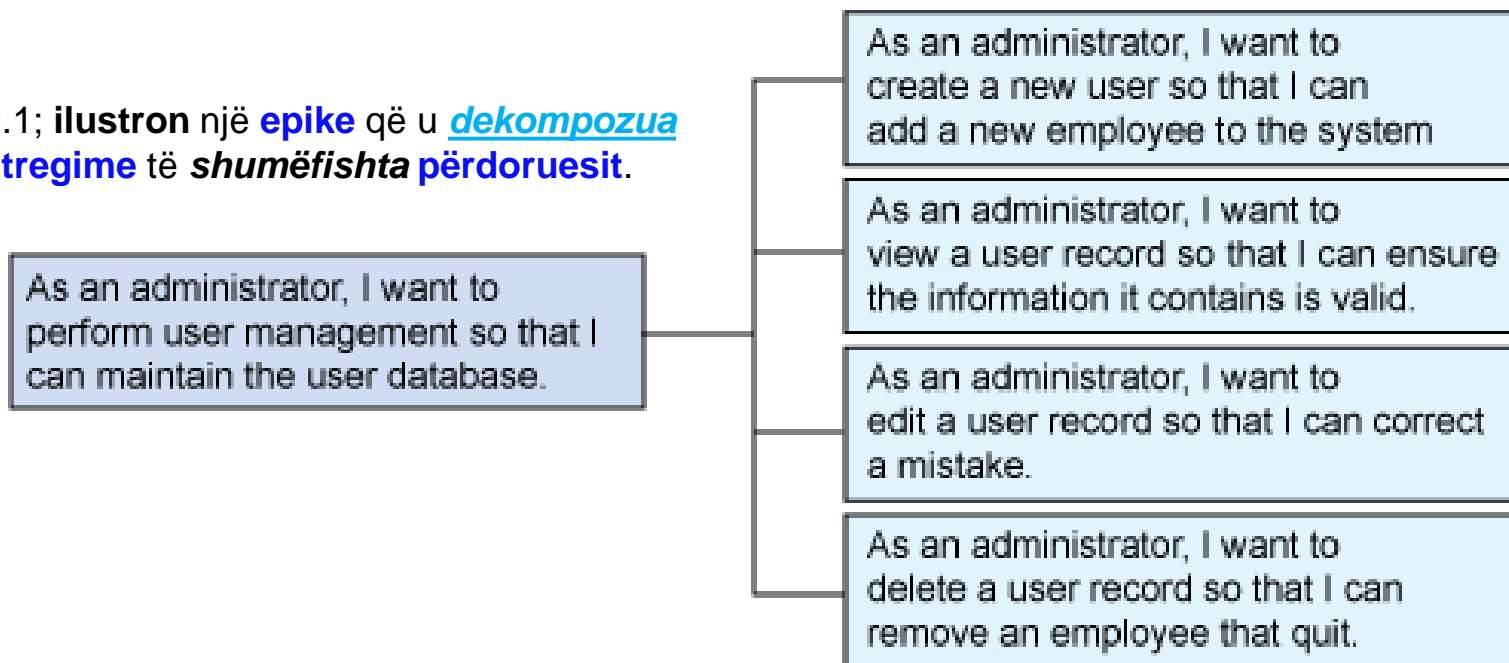 .1; ilustron një epike që u dekompozua
tregime të shumëfishta përdoruesit.
As an administrator, I want to
perform user management so that I
can maintain the user database.
As an administrator, I want to
create a new user so that I can
add a new employee to the system
As an administrator, I want to
view a user record so that I can ensure
the information it contains is valid.
As an administrator, I want to
edit a user record so that I can correct
a mistake.
As an administrator, I want to
delete a user record so that I can
remove an employee that quit.